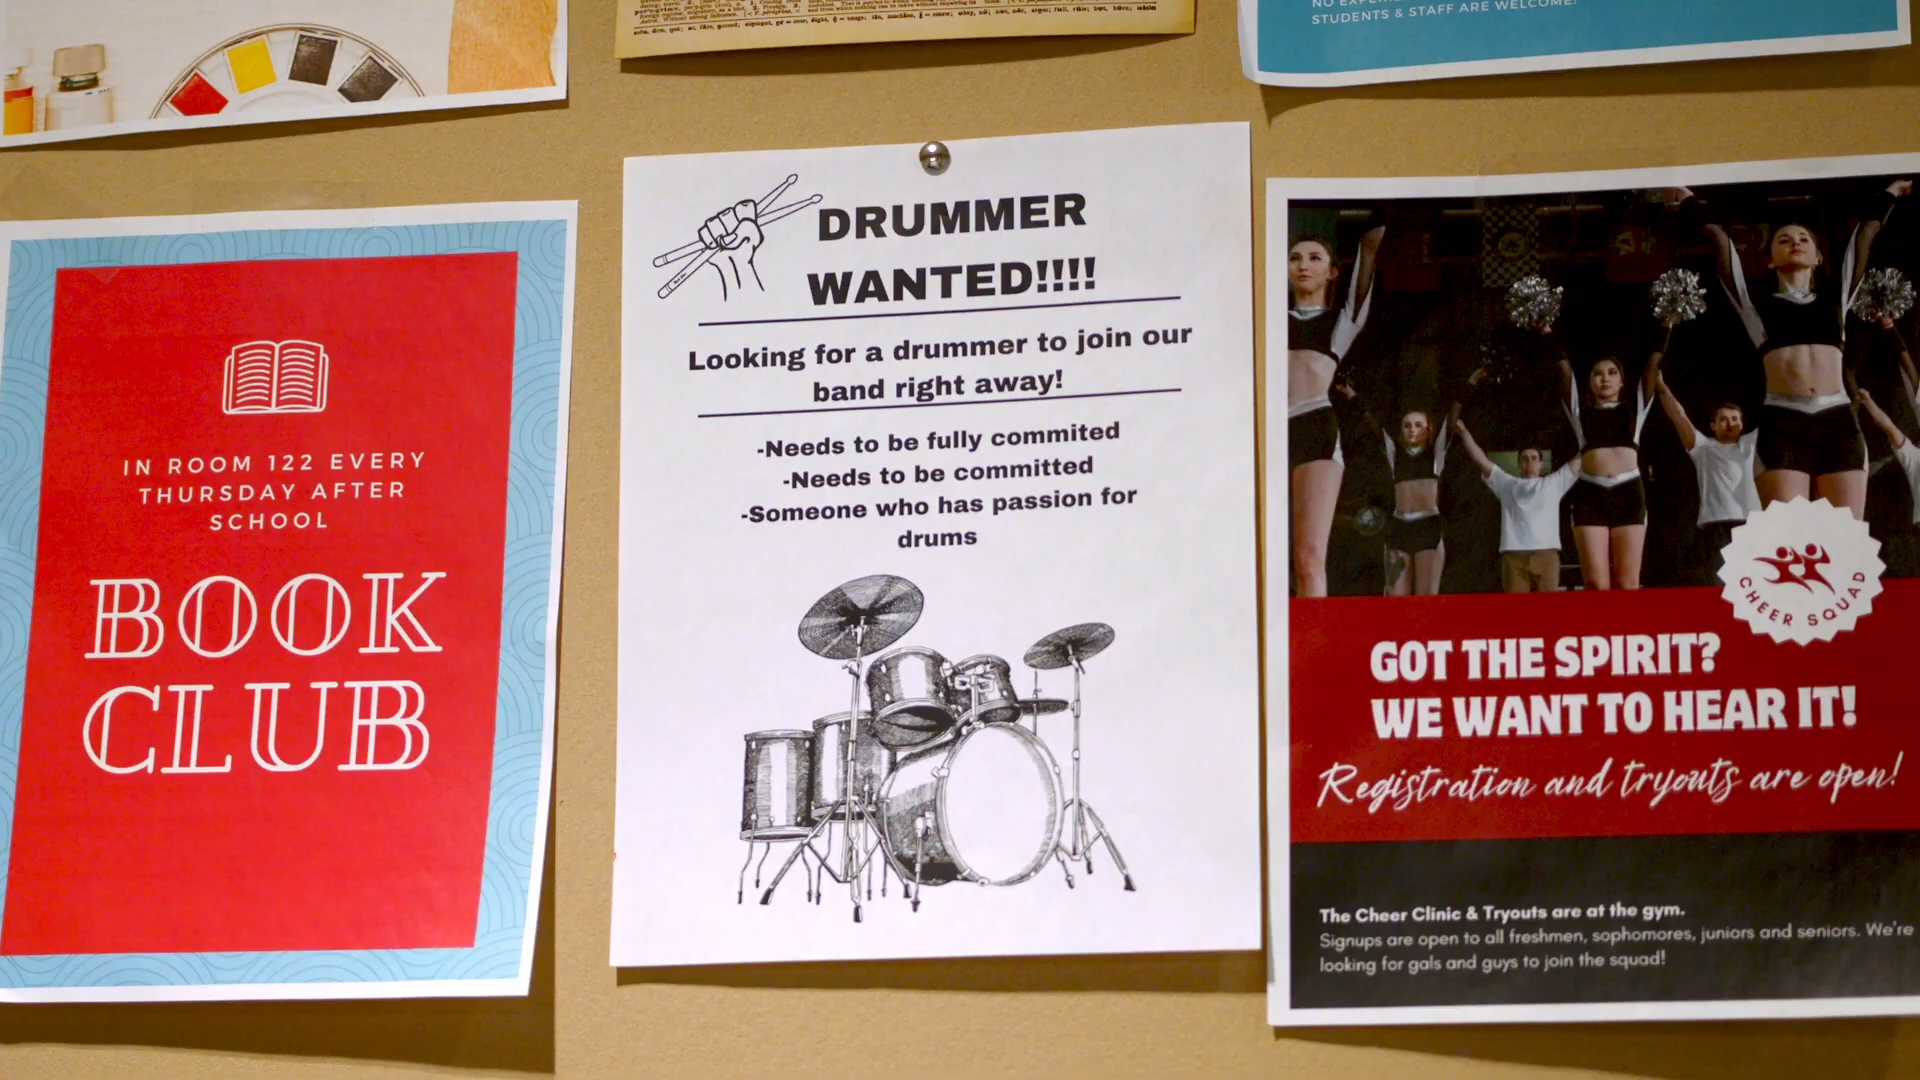 STUDENTS & STAFF ARE WELCOME!
IN ROOM 122 EVERY
THURSDAY AFTER
SCHOOL
BOOK
CLUB
DRUMMER
WANTED!!!!
Looking for a drummer to join our
band right away!
-Needs to be fully commited
-Needs to be committed
-Someone who has passion for
drums
CHEER SQUAD
GOT THE SPIRIT?
WE WANT TO HEAR IT!
Registration and tryouts are open!
The Cheer Clinic & Tryouts are at the gym.
Signups are open to all freshmen, sophomores, juniors and seniors. We're
looking for gals and guys to join the squad!